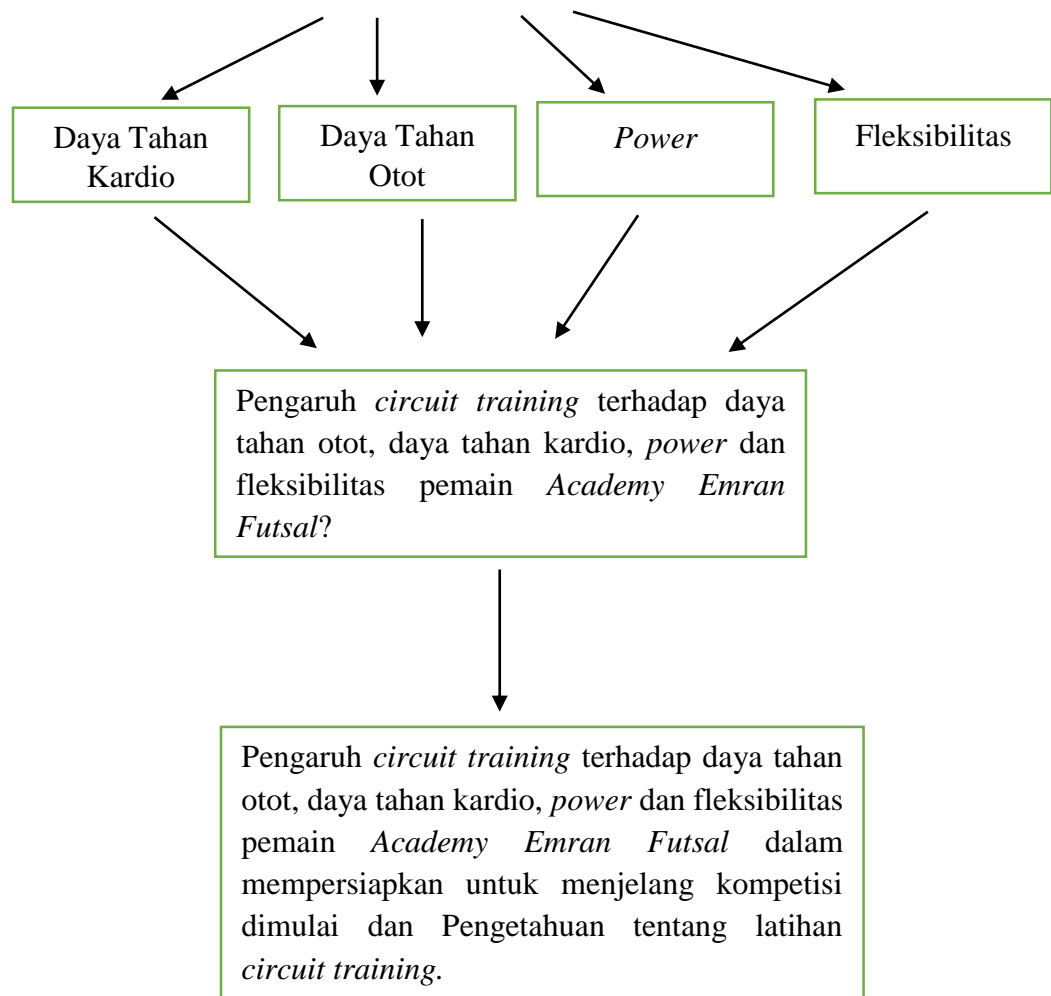 Daya Tahan
Kardio
Daya Tahan
Otot
Power
Fleksibilitas
Pengaruh circuit training terhadap daya
tahan otot, daya tahan kardio, power dan
fleksibilitas pemain Academy Emran
Futsal?
Pengaruh circuit training terhadap daya tahan
otot, daya tahan kardio, power dan fleksibilitas
pemain Academy Emran Futsal dalam
mempersiapkan untuk menjelang kompetisi
dimulai dan Pengetahuan tentang latihan
circuit training.